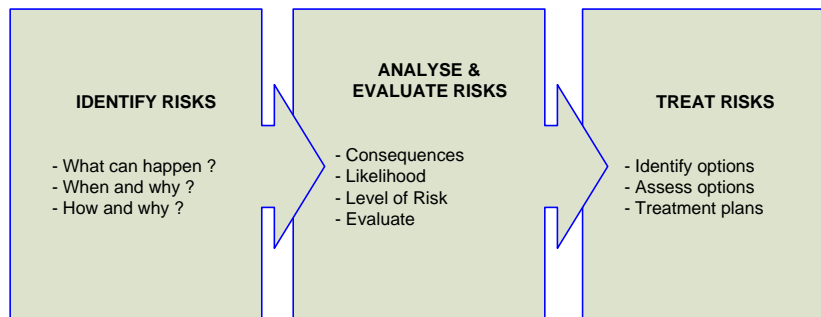 IDENTIFY RISKS
- What can happen ?
- When and why ?
- How and why ?
ANALYSE &
EVALUATE RISKS
- Consequences
- Likelihood
- Level of Risk
- Evaluate
TREAT RISKS
- Identify options
- Assess options
- Treatment plans